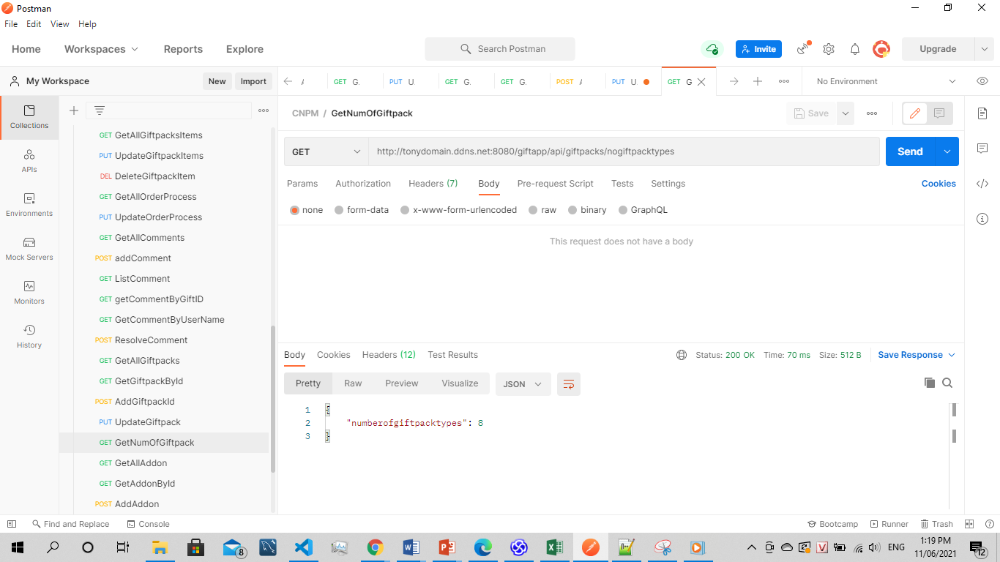 Postman
File Edit View Help
Home Workspaces Reports Explore Search Postman Invite Upgrade
My Workspace New Import
GET G. PUT U. GET G. GET G. POST PUT U. GET G No Environment
CNPM / GetNumOfGiftpack Save
Collections
APIs
Environments
Mock Servers
Monitors
History
GET GetAllGiftpacksItems
PUT UpdateGiftpackItems
DEL DeleteGiftpackItem
GET GetAllOrderProcess
PUT UpdateOrderProcess
GET GetAllComments
POST addComment
GET ListComment
GET getCommentByGiftID
GET GetCommentByUserName
POST ResolveComment
GET GetAllGiftpacks
GET GetGiftpackById
POST AddGiftpackId
PUT UpdateGiftpack
GET GetNumOfGiftpack
GET GetAllAddon
GET GetAddonById
POST AddAddon
GET http://tonydomain.ddns.net:8080/giftapp/api/giftpacks/nogiftpacktypes Send
Params Authorization Headers (7) Body Pre-request Script Tests Settings Cookies
none form-data x-www-form-urlencoded raw binary GraphQL
This request does not have a body
Body Cookies Headers (12) Test Results Status: 200 OK Time: 70 ms Size: 512 B Save Response
Pretty Raw Preview Visualize JSON
1 {
2 "numberofgiftpacktypes": 8
3 }
Find and Replace Console Bootcamp Runner Trash
8 ENG 1:19 PM
11/06/2021 12